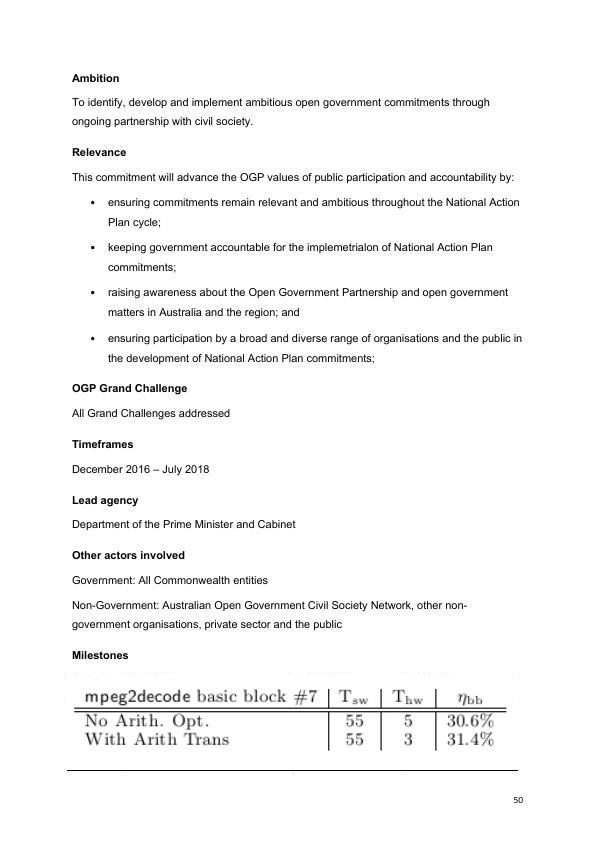 Ambition
To identify, develop and implement ambitious open government commitments through
ongoing partnership with civil society.
Relevance
This commitment will advance the OGP values of public participation and accountability by:
• ensuring commitments remain relevant and ambitious throughout the National Action
Plan cycle;
• keeping government accountable for the implemetrialon of National Action Plan
commitments;
• raising awareness about the Open Government Partnership and open government
matters in Australia and the region; and
• ensuring participation by a broad and diverse range of organisations and the public in
the development of National Action Plan commitments;
OGP Grand Challenge
All Grand Challenges addressed
Timeframes
December 2016 – July 2018
Lead agency
Department of the Prime Minister and Cabinet
Other actors involved
Government: All Commonwealth entities
Non-Government: Australian Open Government Civil Society Network, other non-
government organisations, private sector and the public
Milestones
mpeg2decode basic block #7 | Tsw | Thw | ηbb
No Arith. Opt. | 55 | 5 | 30.6%
With Arith Trans | 55 | 3 | 31.4%
50